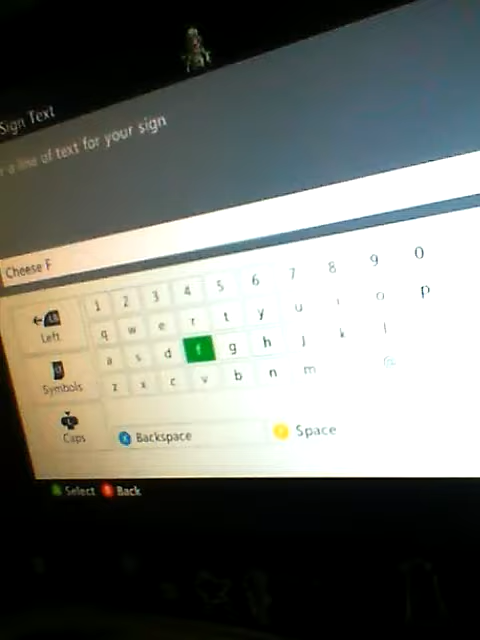 Sign Text
a line of text for your sign
Cheese F
1 2 3 4 5 6 7 8 9 0
Left
q w e r t y u i o p
a s d f g h j k l
Symbols
z x c v b n m @
Caps
X Backspace
Y Space
A Select B Back